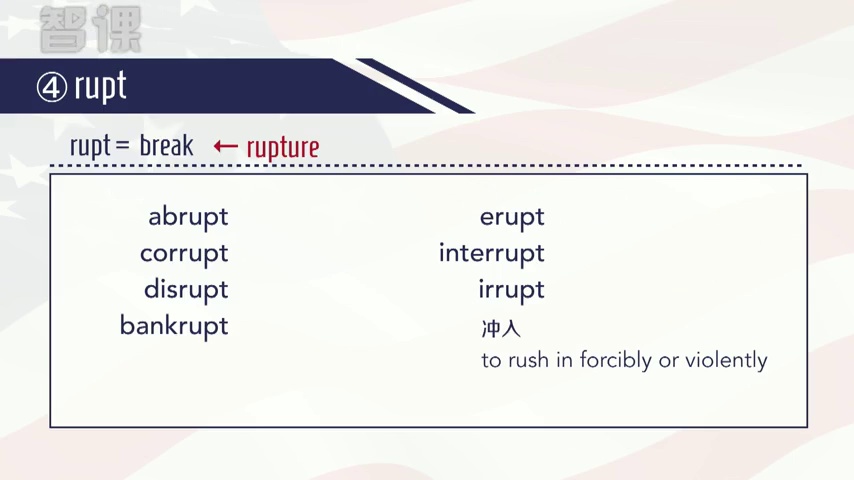 智课
④ rupt
rupt = break ← rupture
abrupt
corrupt
disrupt
bankrupt
erupt
interrupt
irrupt
冲入
to rush in forcibly or violently